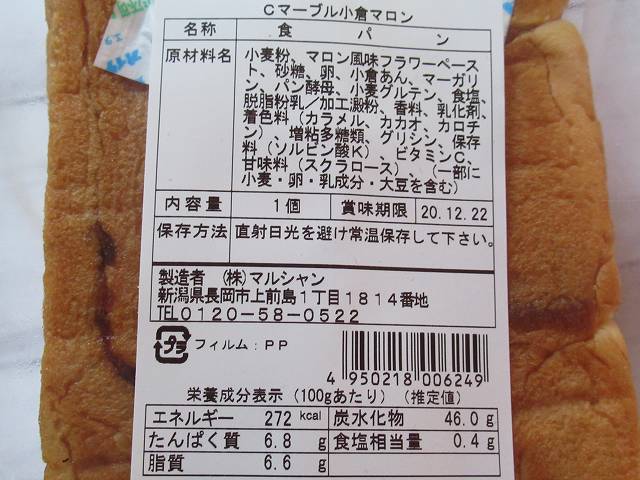 Cマーブル小倉マロン
名称 食パン
原材料名 小麦粉、マロン風味フラワーペース
ト、砂糖、卵、小倉あん、マーガリ
ン、パン酵母、小麦グルテン、食塩、
脱脂粉乳／加工澱粉、香料、乳化剤、
着色料（カラメル、カカオ、カロチ
ン）、増粘多糖類、グリシン、保存
料（ソルビン酸K）、ビタミンC、
甘味料（スクラロース）、（一部に
小麦・卵・乳成分・大豆を含む）
内容量 1個 賞味期限 20.12.22
保存方法 直射日光を避け常温保存して下さい。
製造者 （株）マルシャン
新潟県長岡市上前島1丁目1814番地
TEL0120-58-0522
プラ フィルム：PP
4 950218 006249
栄養成分表示（100gあたり）（推定値）
エネルギー 272 kcal 炭水化物 46.0 g
たんぱく質 6.8 g 食塩相当量 0.4 g
脂質 6.6 g